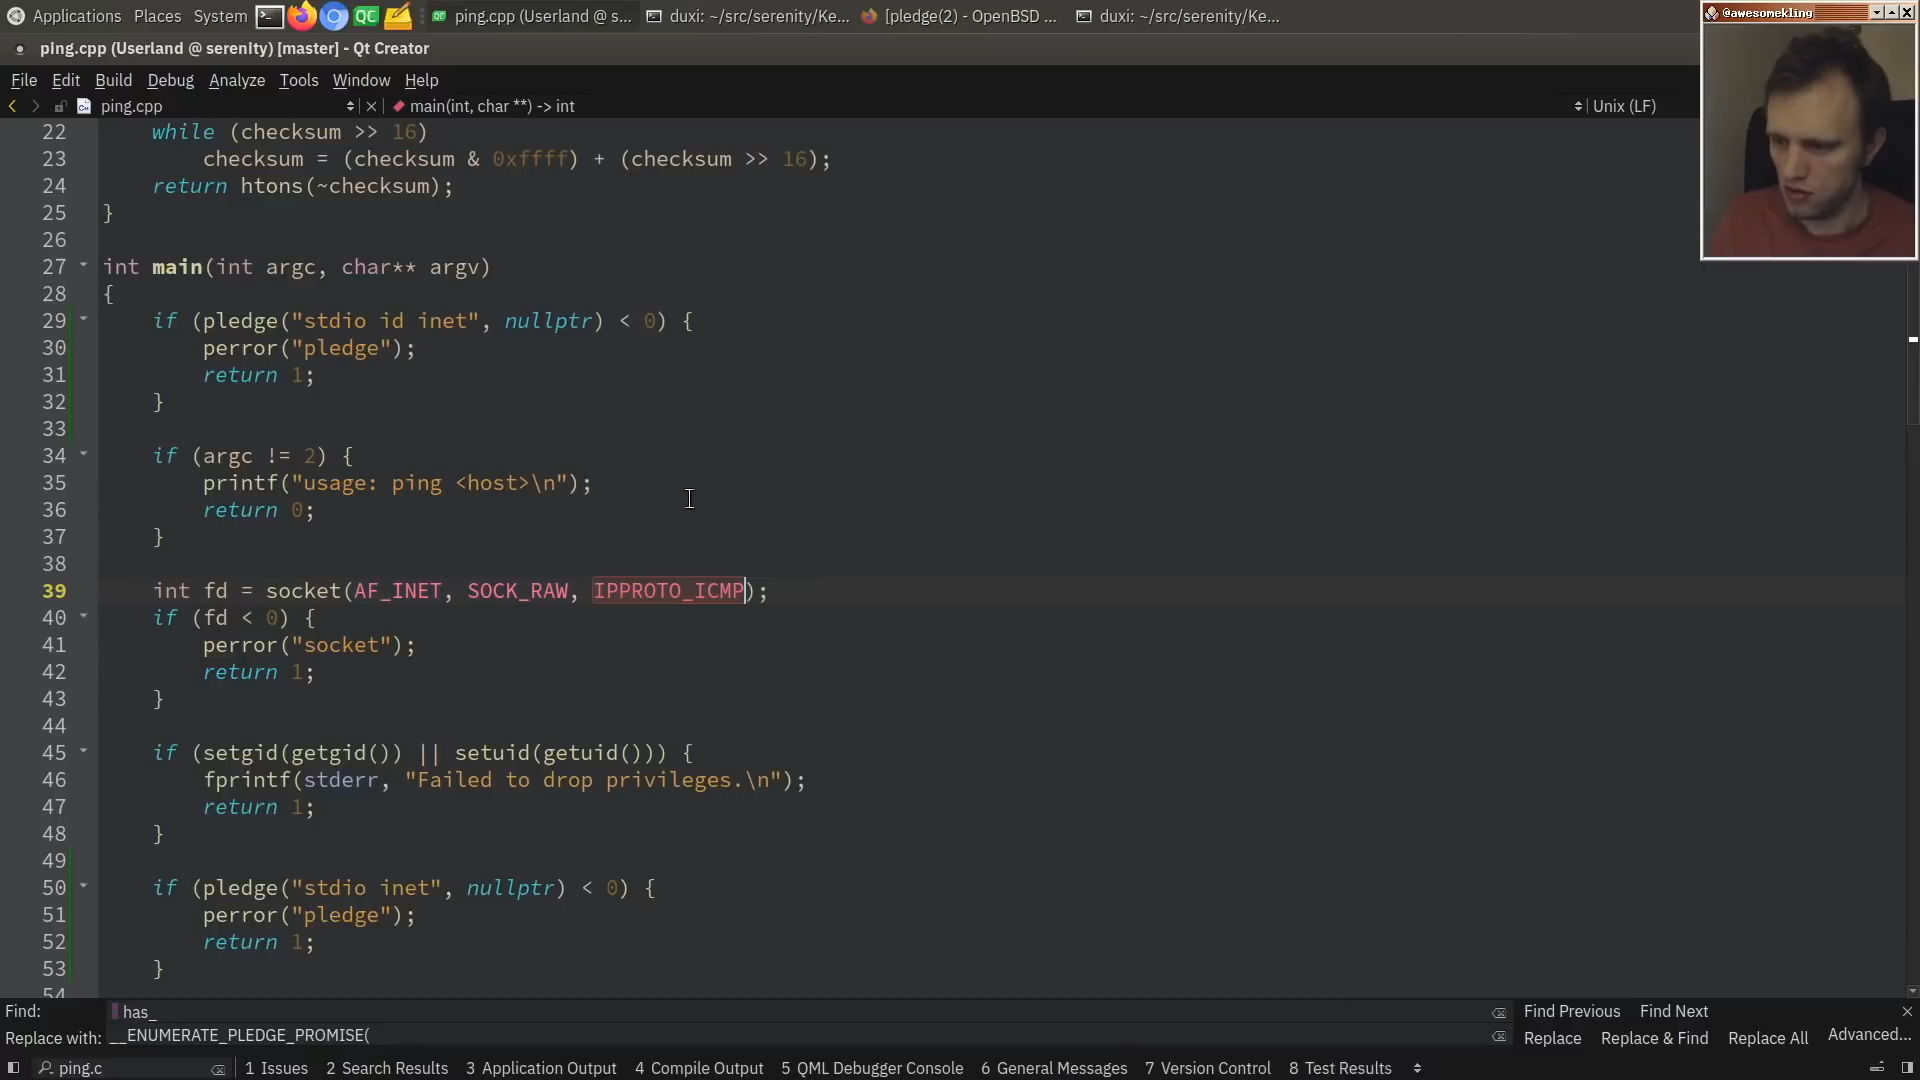 Applications Places System ping.cpp (Userland @ s... duxi: ~/src/serenity/Ke... [pledge(2) - OpenBSD ... duxi: ~/src/serenity/Ke...
@awesomekling
ping.cpp (Userland @ serenity) [master] - Qt Creator
File Edit Build Debug Analyze Tools Window Help
ping.cpp main(int, char **) -> int Unix (LF)
22 while (checksum >> 16)
23 checksum = (checksum & 0xffff) + (checksum >> 16);
24 return htons(~checksum);
25 }
26
27 int main(int argc, char** argv)
28 {
29 if (pledge("stdio id inet", nullptr) < 0) {
30 perror("pledge");
31 return 1;
32 }
33
34 if (argc != 2) {
35 printf("usage: ping <host>\n");
36 return 0;
37 }
38
39 int fd = socket(AF_INET, SOCK_RAW, IPPROTO_ICMP);
40 if (fd < 0) {
41 perror("socket");
42 return 1;
43 }
44
45 if (setgid(getgid()) || setuid(getuid())) {
46 fprintf(stderr, "Failed to drop privileges.\n");
47 return 1;
48 }
49
50 if (pledge("stdio inet", nullptr) < 0) {
51 perror("pledge");
52 return 1;
53 }
54
Find: has_ Find Previous Find Next
Replace with: __ENUMERATE_PLEDGE_PROMISE( Replace Replace & Find Replace All Advanced...
ping.c 1 Issues 2 Search Results 3 Application Output 4 Compile Output 5 QML Debugger Console 6 General Messages 7 Version Control 8 Test Results